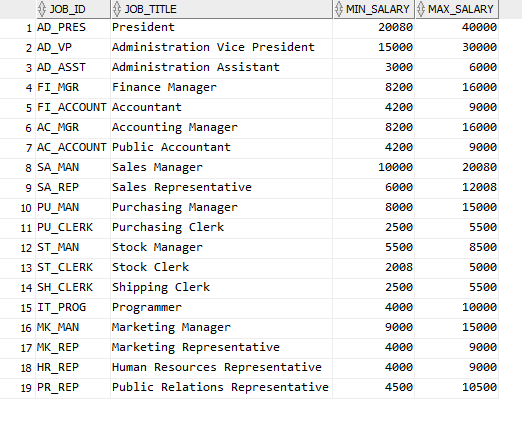 JOB_ID JOB_TITLE MIN_SALARY MAX_SALARY
1 AD_PRES President 20080 40000
2 AD_VP Administration Vice President 15000 30000
3 AD_ASST Administration Assistant 3000 6000
4 FI_MGR Finance Manager 8200 16000
5 FI_ACCOUNT Accountant 4200 9000
6 AC_MGR Accounting Manager 8200 16000
7 AC_ACCOUNT Public Accountant 4200 9000
8 SA_MAN Sales Manager 10000 20080
9 SA_REP Sales Representative 6000 12008
10 PU_MAN Purchasing Manager 8000 15000
11 PU_CLERK Purchasing Clerk 2500 5500
12 ST_MAN Stock Manager 5500 8500
13 ST_CLERK Stock Clerk 2008 5000
14 SH_CLERK Shipping Clerk 2500 5500
15 IT_PROG Programmer 4000 10000
16 MK_MAN Marketing Manager 9000 15000
17 MK_REP Marketing Representative 4000 9000
18 HR_REP Human Resources Representative 4000 9000
19 PR_REP Public Relations Representative 4500 10500